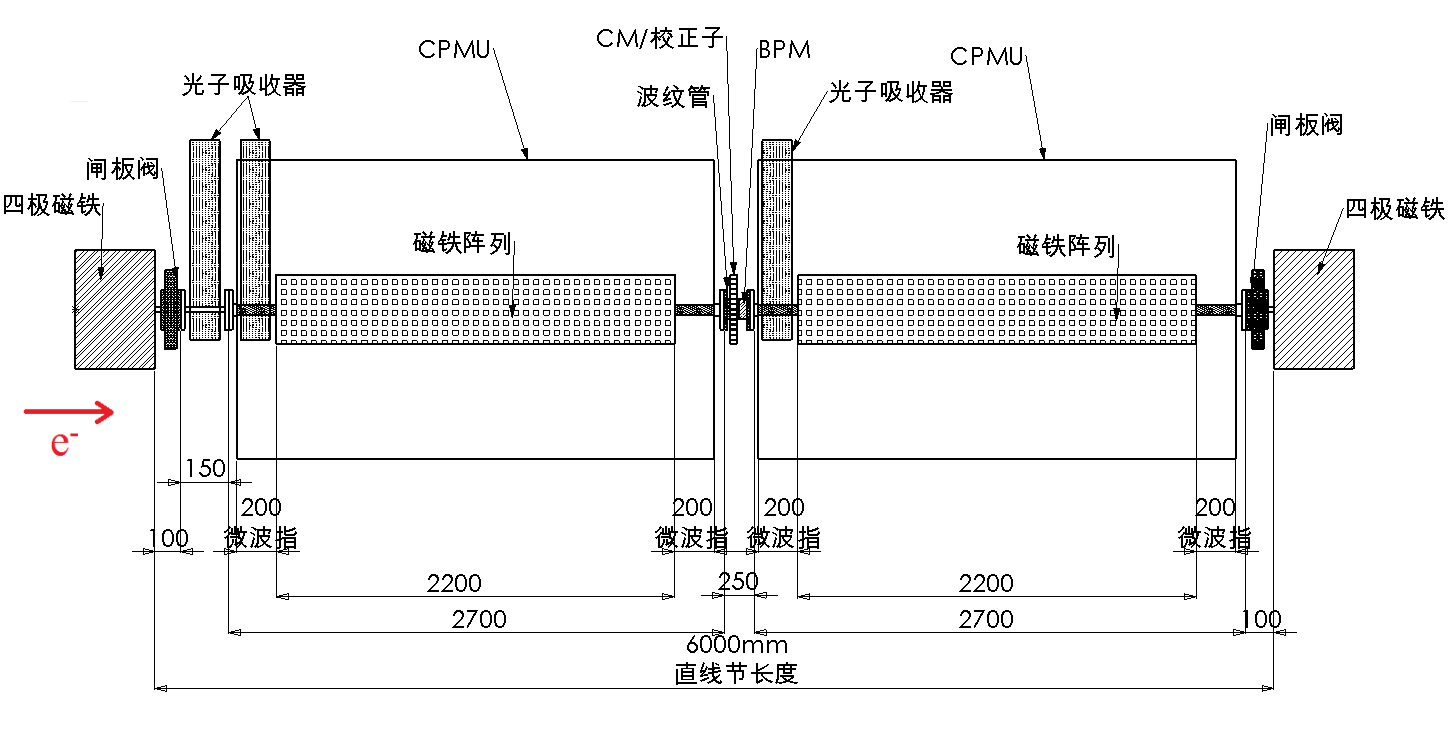 CM/校正子
BPM
CPMU
CPMU
光子吸收器
波纹管
光子吸收器
闸板阀
闸板阀
四极磁铁
四极磁铁
磁铁阵列
磁铁阵列
e-
150
200
200
200
200
100
微波指
微波指
微波指
微波指
2200
250
2200
2700
2700
100
6000mm
直线节长度